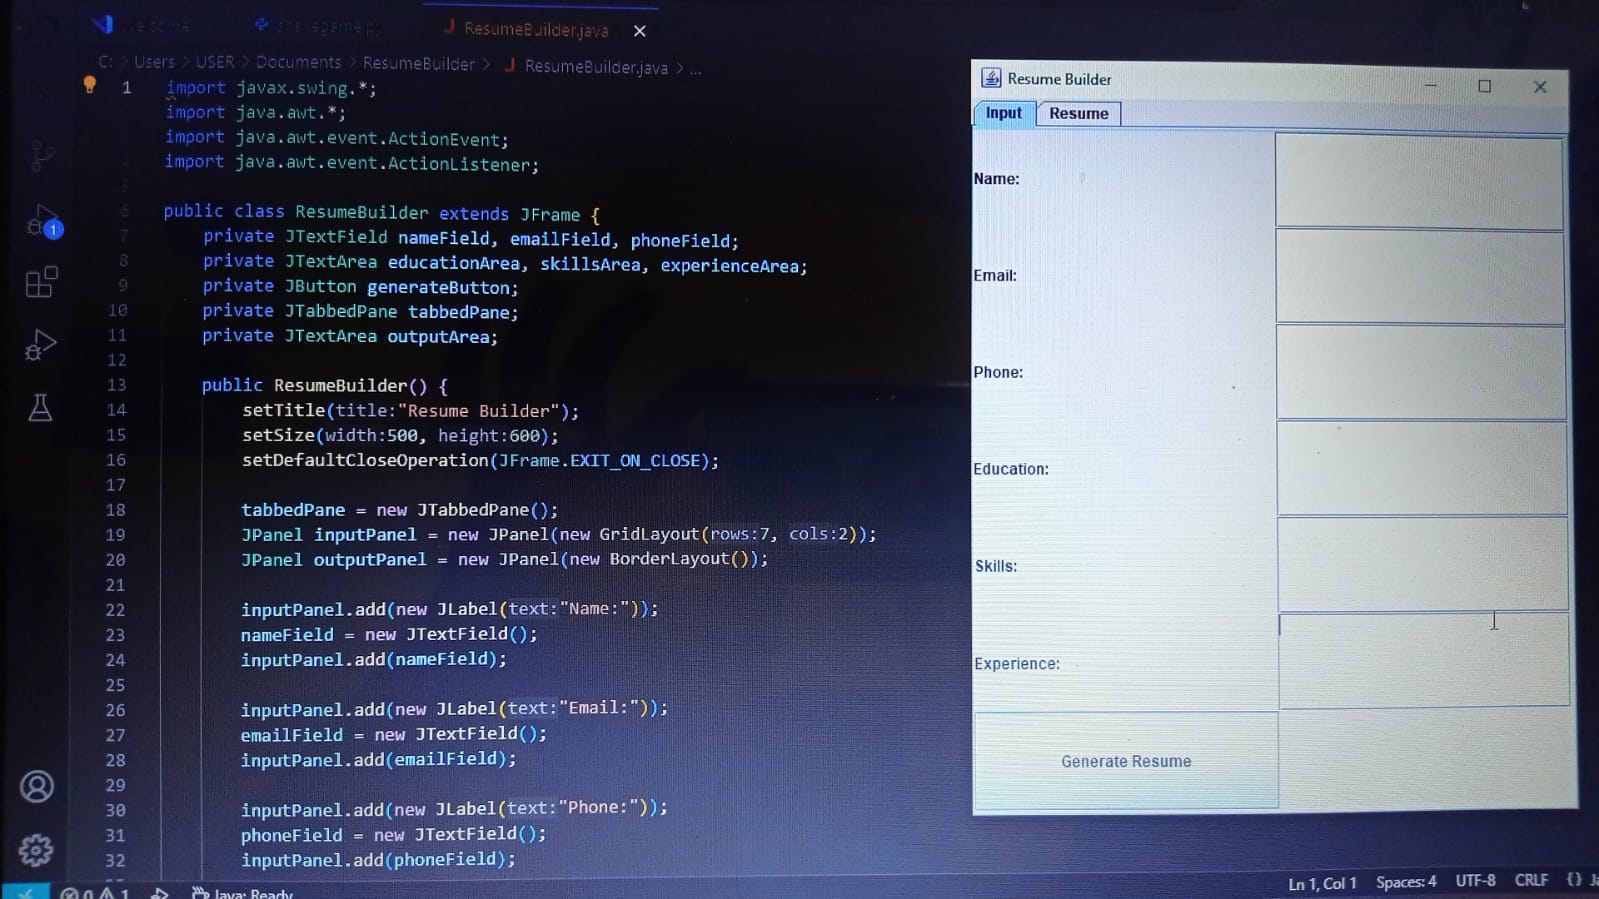 ResumeBuilder.java
C: > Users > USER > Documents > ResumeBuilder > J ResumeBuilder.java > ...
1 import javax.swing.*;
import java.awt.*;
import java.awt.event.ActionEvent;
4 import java.awt.event.ActionListener;
5
6 public class ResumeBuilder extends JFrame {
7 private JTextField nameField, emailField, phoneField;
8 private JTextArea educationArea, skillsArea, experienceArea;
9 private JButton generateButton;
10 private JTabbedPane tabbedPane;
11 private JTextArea outputArea;
12
13 public ResumeBuilder() {
14 setTitle(title:"Resume Builder");
15 setSize(width:500, height:600);
16 setDefaultCloseOperation(JFrame.EXIT_ON_CLOSE);
17
18 tabbedPane = new JTabbedPane();
19 JPanel inputPanel = new JPanel(new GridLayout(rows:7, cols:2));
20 JPanel outputPanel = new JPanel(new BorderLayout());
21
22 inputPanel.add(new JLabel(text:"Name:"));
23 nameField = new JTextField();
24 inputPanel.add(nameField);
25
26 inputPanel.add(new JLabel(text:"Email:"));
27 emailField = new JTextField();
28 inputPanel.add(emailField);
29
30 inputPanel.add(new JLabel(text:"Phone:"));
31 phoneField = new JTextField();
32 inputPanel.add(phoneField);
1
0 1 Java: Ready
Ln 1, Col 1 Spaces: 4 UTF-8 CRLF {}
Resume Builder
Input Resume
Name:
Email:
Phone:
Education:
Skills:
Experience:
Generate Resume